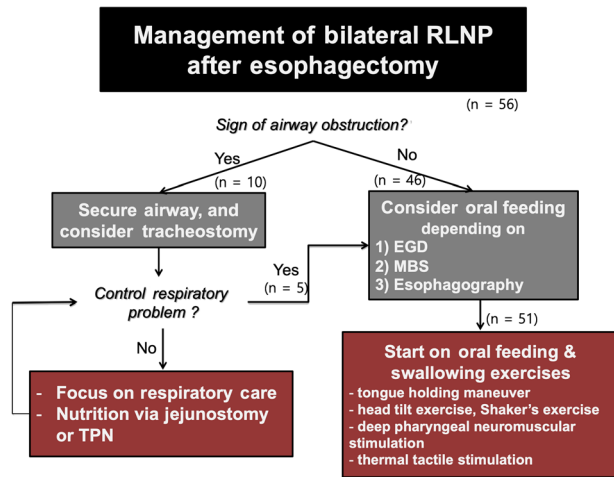 Management of bilateral RLNP
after esophagectomy
(n = 56)
Sign of airway obstruction?
Yes
(n = 10)
No
(n = 46)
Secure airway, and
consider tracheostomy
Consider oral feeding
depending on
1) EGD
2) MBS
3) Esophagography
Control respiratory
problem ?
Yes
(n = 5)
(n = 51)
No
- Focus on respiratory care
- Nutrition via jejunostomy
or TPN
Start on oral feeding &
swallowing exercises
- tongue holding maneuver
- head tilt exercise, Shaker's exercise
- deep pharyngeal neuromuscular
stimulation
- thermal tactile stimulation